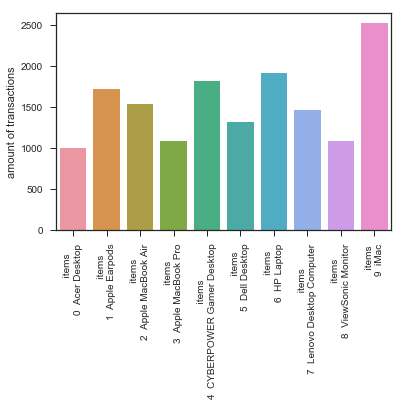 amount of transactions
2500
2000
1500
1000
500
0
items
0 Acer Desktop
items
1 Apple Earpods
items
2 Apple MacBook Air
items
3 Apple MacBook Pro
items
4 CYBERPOWER Gamer Desktop
items
5 Dell Desktop
items
6 HP Laptop
items
7 Lenovo Desktop Computer
items
8 ViewSonic Monitor
items
9 iMac